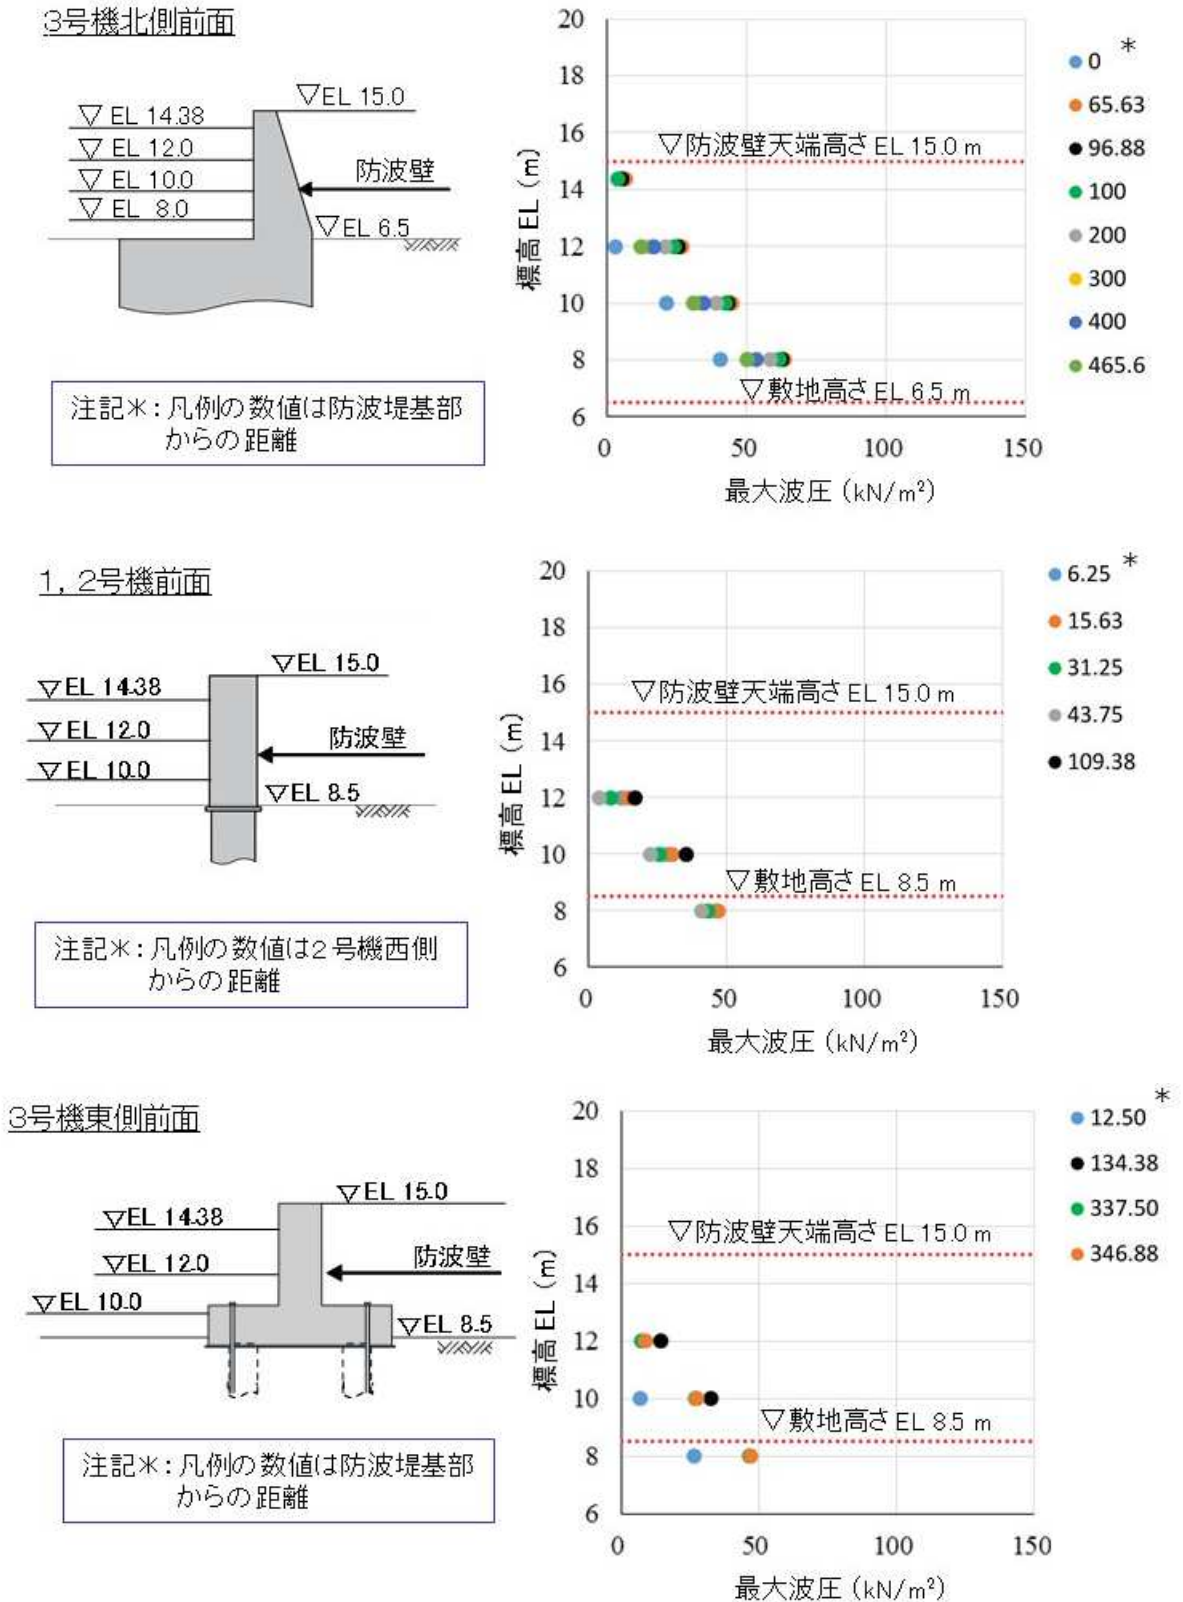 3号機北側前面
▽EL 15.0
▽ EL 14.38
▽ EL 12.0
▽ EL 10.0
▽ EL 8.0
防波壁
▽EL 6.5
注記*：凡例の数値は防波堤基部
からの距離
20
18
16
14
12
10
8
6
標高 EL (m)
▽防波壁天端高さ EL 15.0 m
▽敷地高さ EL 6.5 m
0
50
100
150
最大波圧 (kN/m²)
*
0
65.63
96.88
100
200
300
400
465.6
1, 2号機前面
▽EL 15.0
▽EL 14.38
▽EL 12.0
▽EL 10.0
防波壁
▽EL 8.5
注記*：凡例の数値は2号機西側
からの距離
20
18
16
14
12
10
8
6
標高 EL (m)
▽防波壁天端高さ EL 15.0 m
▽敷地高さ EL 8.5 m
0
50
100
150
最大波圧 (kN/m²)
*
6.25
15.63
31.25
43.75
109.38
3号機東側前面
▽EL 15.0
▽EL 14.38
▽EL 12.0
▽EL 10.0
防波壁
▽EL 8.5
注記*：凡例の数値は防波堤基部
からの距離
20
18
16
14
12
10
8
6
標高 EL (m)
▽防波壁天端高さ EL 15.0 m
▽敷地高さ EL 8.5 m
0
50
100
150
最大波圧 (kN/m²)
*
12.50
134.38
337.50
346.88